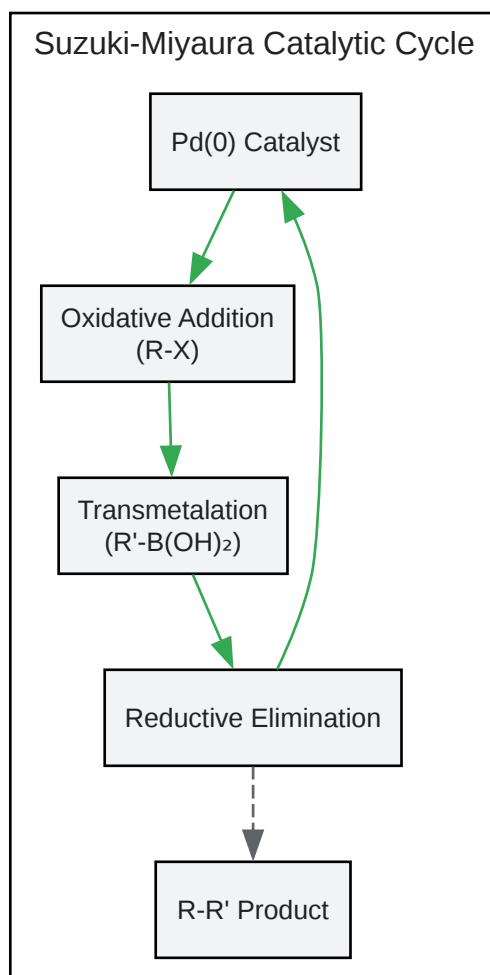 Suzuki-Miyaura Catalytic Cycle
Pd(0) Catalyst
Oxidative Addition
(R-X)
Transmetalation
(R'-B(OH)₂)
Reductive Elimination
R-R' Product